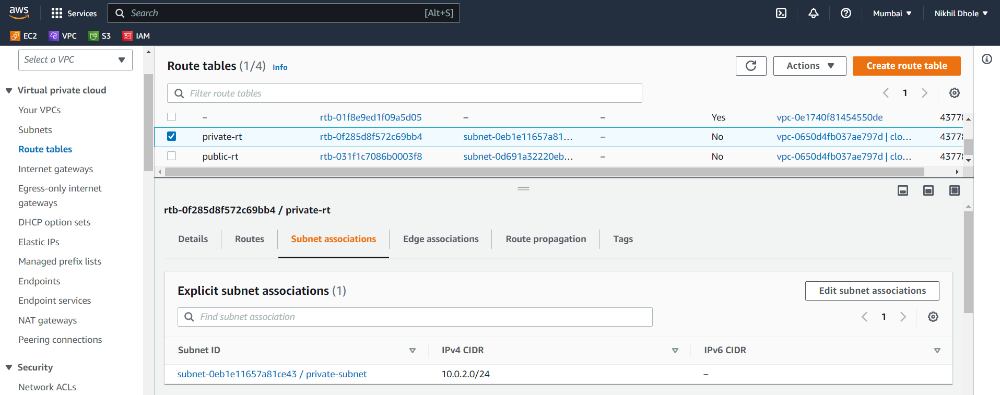 aws Services Search [Alt+S] Mumbai ▼ Nikhil Dhole ▼
EC2 VPC S3 IAM
Select a VPC
Virtual private cloud
Your VPCs
Subnets
Route tables
Internet gateways
Egress-only internet
gateways
DHCP option sets
Elastic IPs
Managed prefix lists
Endpoints
Endpoint services
NAT gateways
Peering connections
Security
Network ACLs
Route tables (1/4) Info
Actions ▼ Create route table
Filter route tables
1
– rtb-01f8e9ed1f09a5d05 – – Yes vpc-0e1740f81454550de 43778
private-rt rtb-0f285d8f572c69bb4 subnet-0eb1e11657a81... – No vpc-0650d4fb037ae797d | clo... 43778
public-rt rtb-031f1c7086b0003f8 subnet-0d691a32220eb... – No vpc-0650d4fb037ae797d | clo... 43778
rtb-0f285d8f572c69bb4 / private-rt
Details Routes Subnet associations Edge associations Route propagation Tags
Explicit subnet associations (1)
Edit subnet associations
Find subnet association
1
Subnet ID IPv4 CIDR IPv6 CIDR
subnet-0eb1e11657a81ce43 / private-subnet 10.0.2.0/24 –